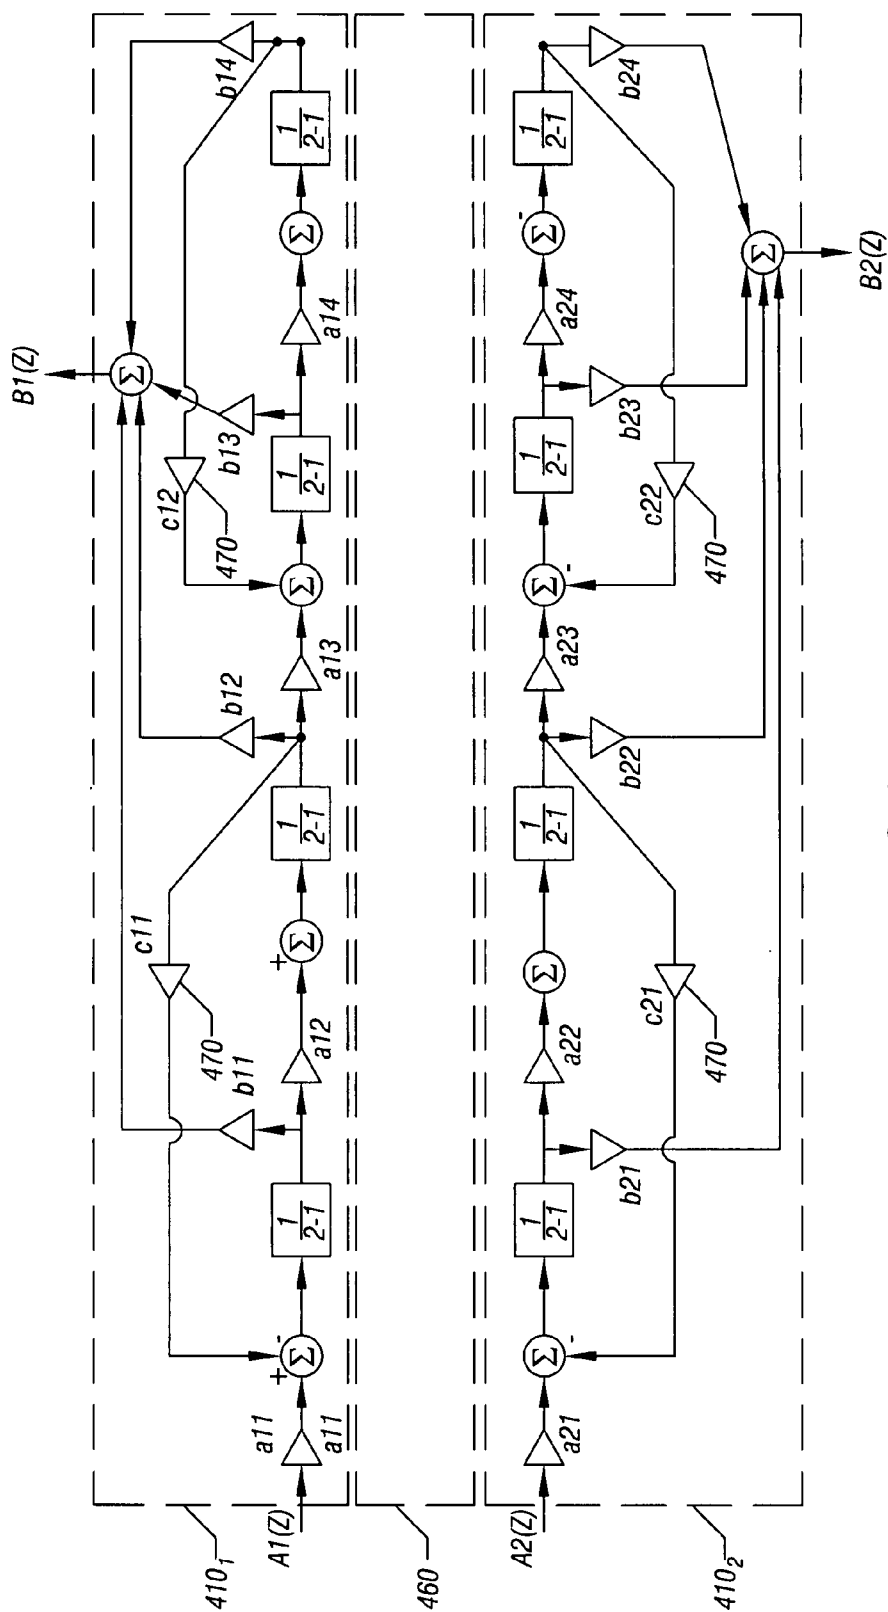 B1(Z)
Σ
c11
b12
c12
b14
470
470
b11
b13
a11
+
-
1
2-1
+
Σ
Σ
1
2-1
Σ
1
2-1
Σ
1
2-1
a11
a12
a13
a14
410₁
A1(Z)
460
A2(Z)
Σ
-
1
2-1
Σ
1
2-1
Σ
-
1
2-1
Σ
-
1
2-1
a21
a22
a23
a24
b21
b22
b23
b24
c21
c22
470
470
410₂
Σ
B2(Z)